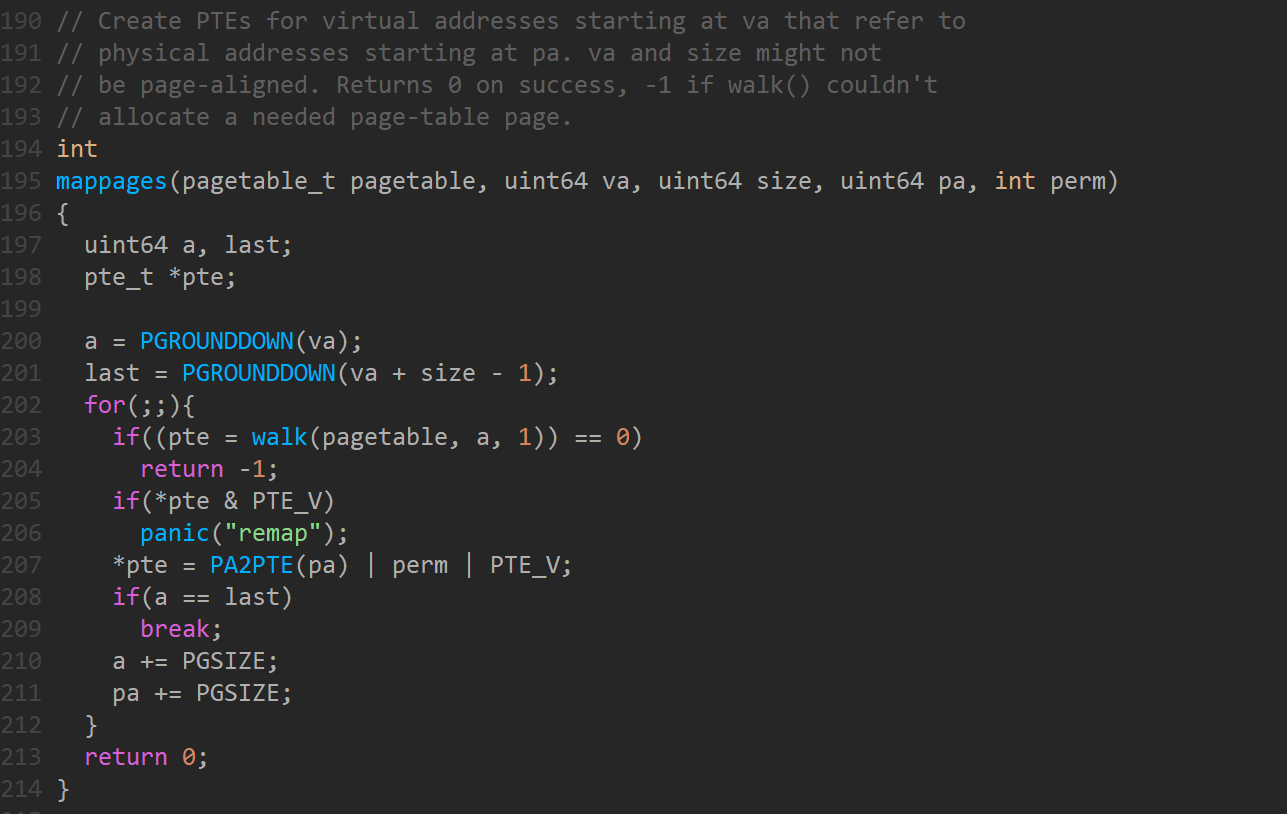 190 // Create PTEs for virtual addresses starting at va that refer to
191 // physical addresses starting at pa. va and size might not
192 // be page-aligned. Returns 0 on success, -1 if walk() couldn't
193 // allocate a needed page-table page.
194 int
195 mappages(pagetable_t pagetable, uint64 va, uint64 size, uint64 pa, int perm)
196 {
197   uint64 a, last;
198   pte_t *pte;
199
200   a = PGROUNDDOWN(va);
201   last = PGROUNDDOWN(va + size - 1);
202   for(;;){
203     if((pte = walk(pagetable, a, 1)) == 0)
204       return -1;
205     if(*pte & PTE_V)
206       panic("remap");
207     *pte = PA2PTE(pa) | perm | PTE_V;
208     if(a == last)
209       break;
210     a += PGSIZE;
211     pa += PGSIZE;
212   }
213   return 0;
214 }